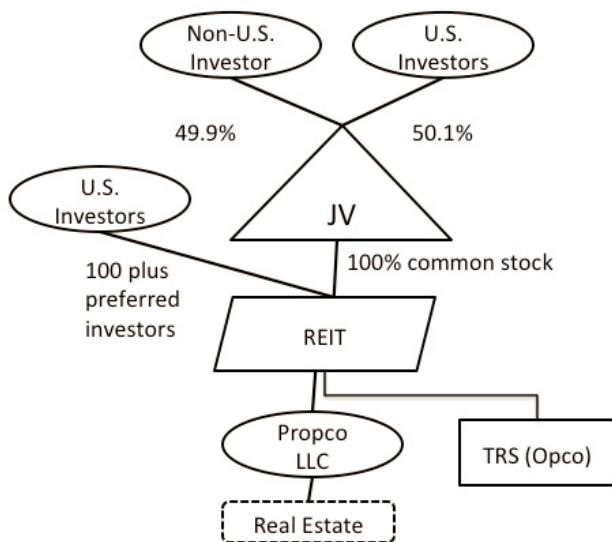 Non-U.S.
Investor
U.S.
Investors
49.9%
50.1%
U.S.
Investors
JV
100% common stock
100 plus
preferred
investors
REIT
Propco
LLC
TRS (Opco)
Real Estate